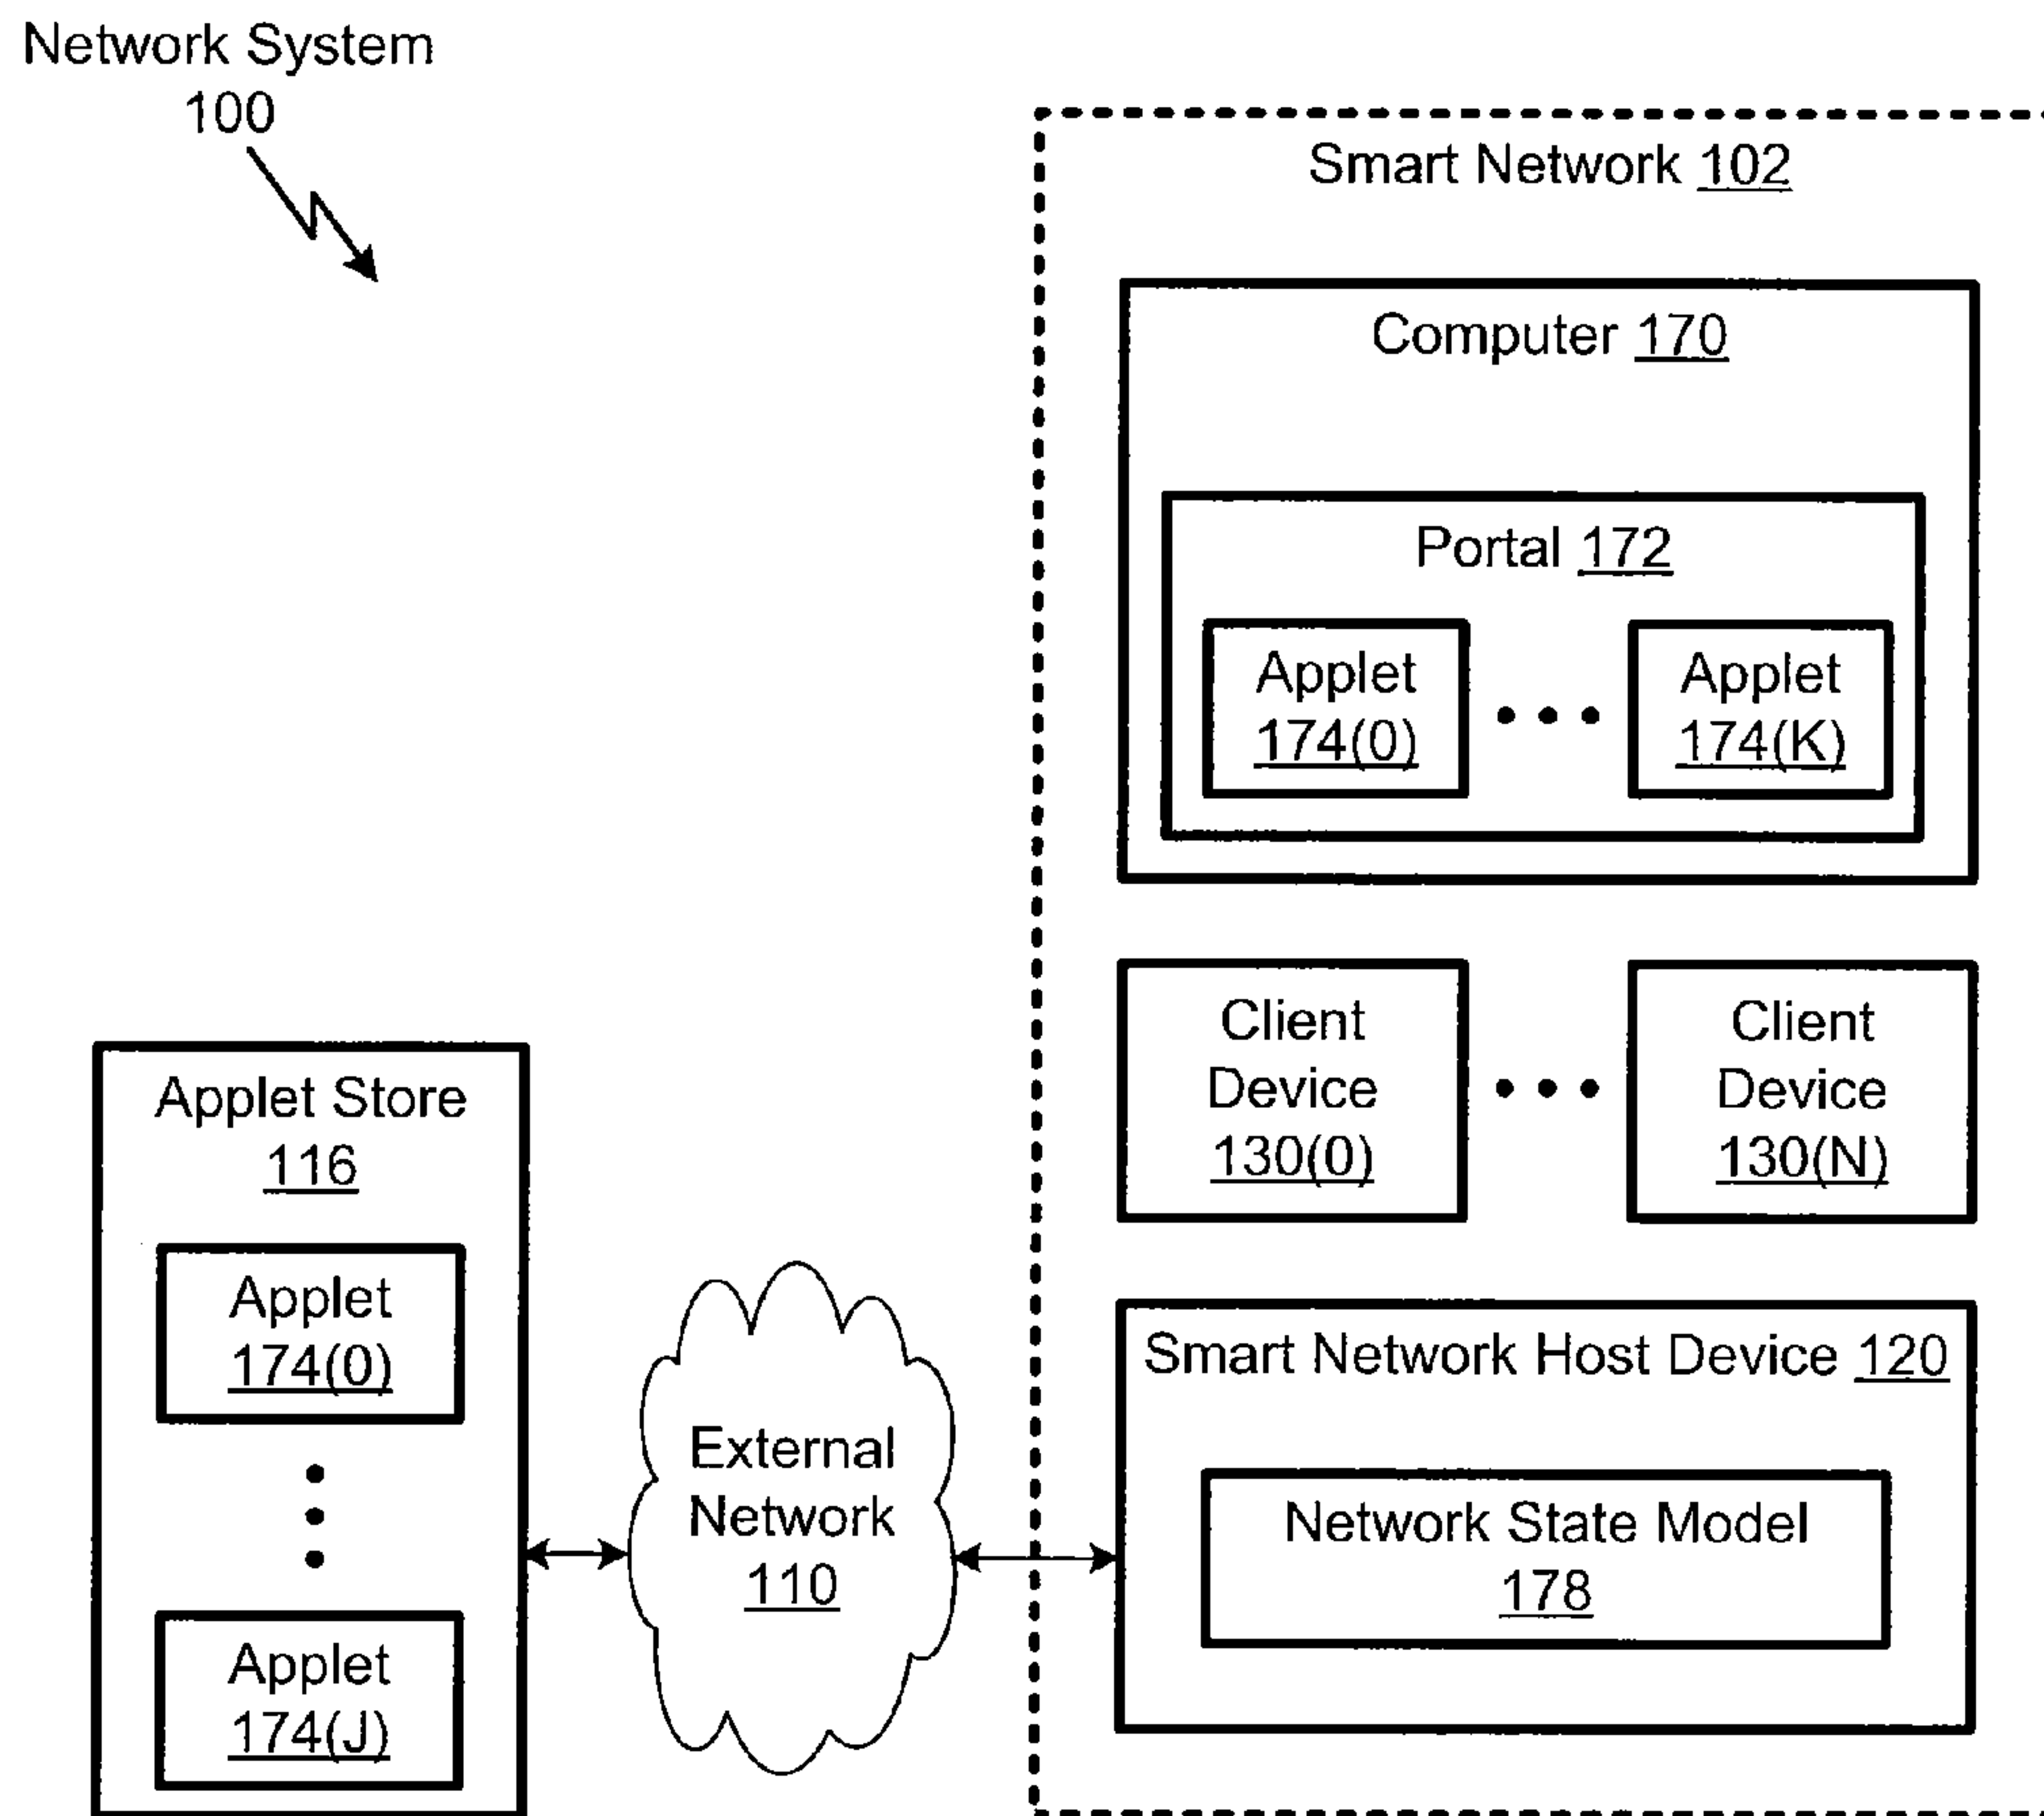 Network System
100
Smart Network 102
Computer 170
Portal 172
Applet
174(0)
Applet
174(K)
Client
Device
130(0)
Client
Device
130(N)
Applet Store
116
Applet
174(0)
Applet
174(J)
External
Network
110
Smart Network Host Device 120
Network State Model
178